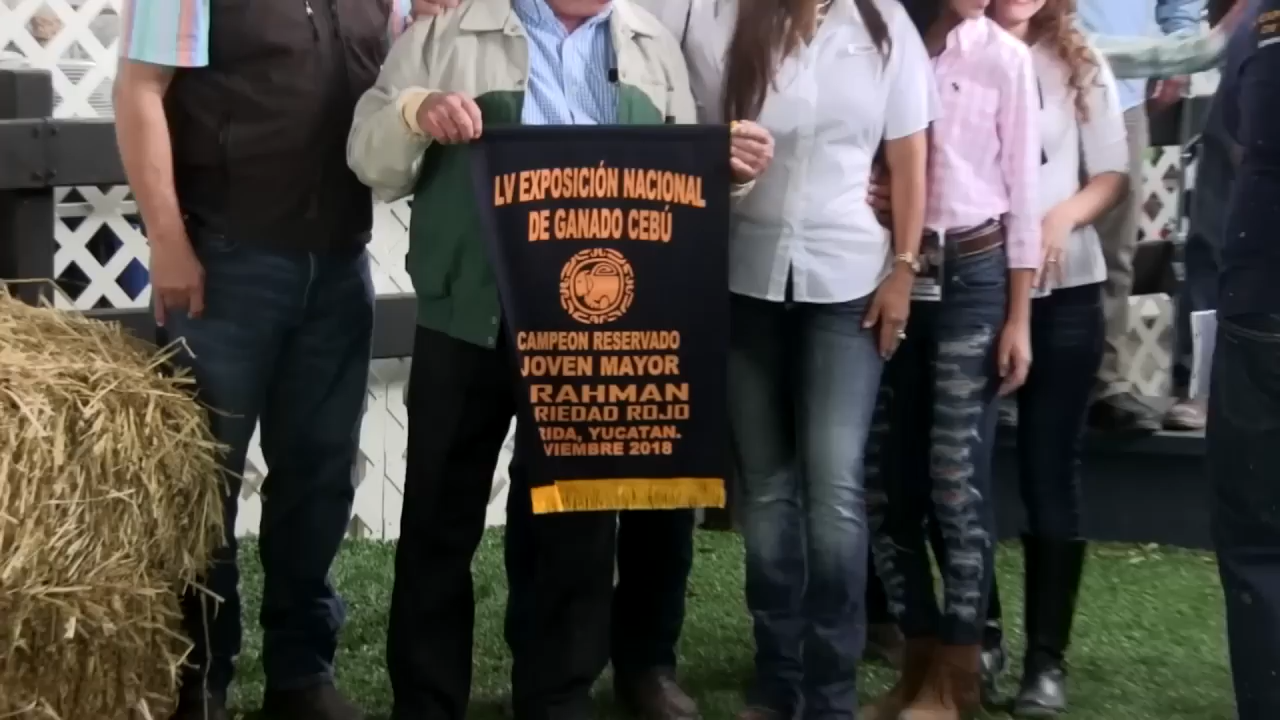 LV EXPOSICIÓN NACIONAL
DE GANADO CEBÚ
CAMPEON RESERVADO
JOVEN MAYOR
RAHMAN
RIEDAD ROJO
RIDA, YUCATAN.
VIEMBRE 2018